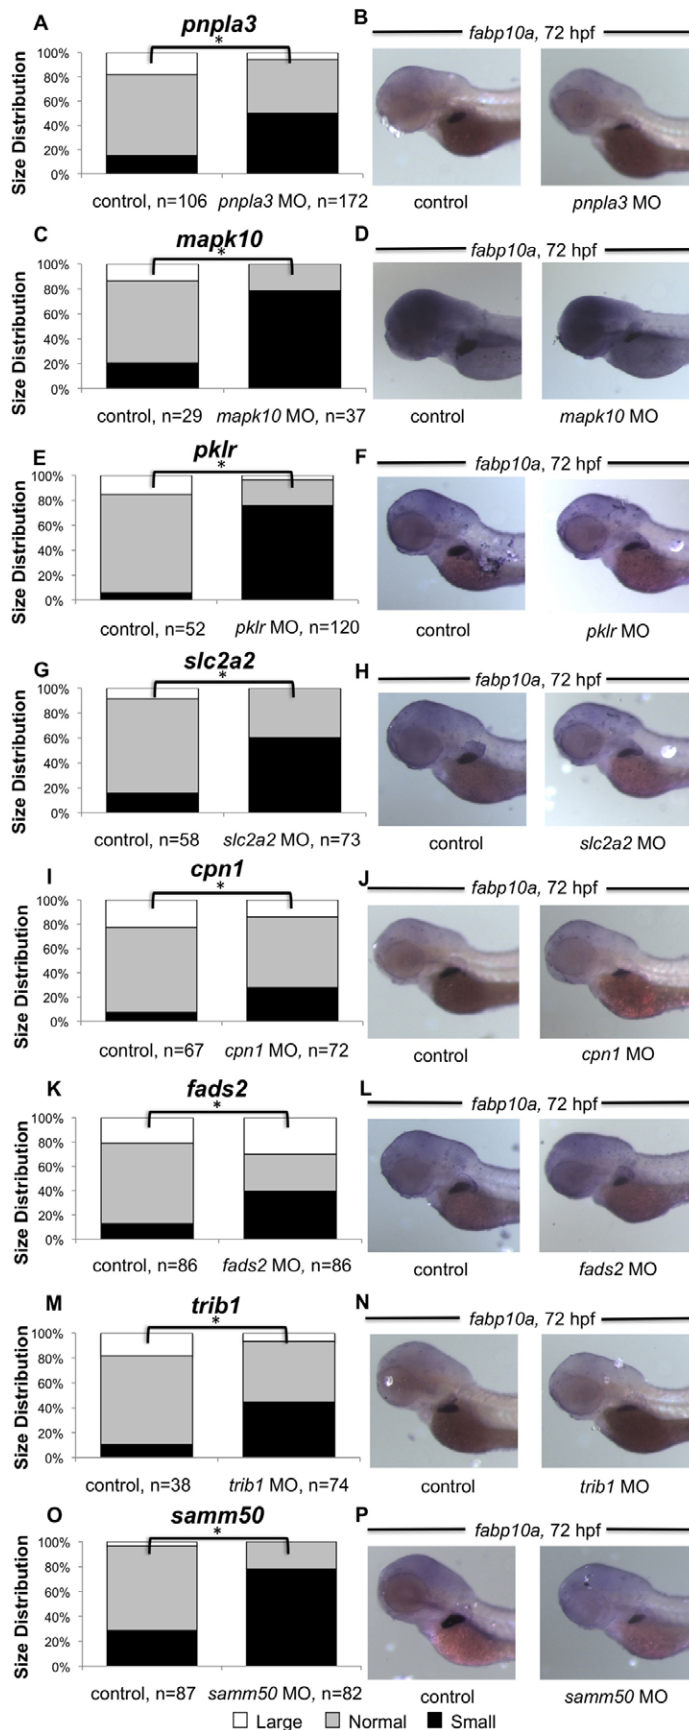 A
pnpla3
B
fabp10a, 72 hpf
*
Size Distribution
100%
80%
60%
40%
20%
0%
control, n=106 pnpla3 MO, n=172
control
pnpla3 MO
C
mapk10
D
fabp10a, 72 hpf
*
Size Distribution
100%
80%
60%
40%
20%
0%
control, n=29 mapk10 MO, n=37
control
mapk10 MO
E
pklr
F
fabp10a, 72 hpf
*
Size Distribution
100%
80%
60%
40%
20%
0%
control, n=52 pklr MO, n=120
control
pklr MO
G
slc2a2
H
fabp10a, 72 hpf
*
Size Distribution
100%
80%
60%
40%
20%
0%
control, n=58 slc2a2 MO, n=73
control
slc2a2 MO
I
cpn1
J
fabp10a, 72 hpf
*
Size Distribution
100%
80%
60%
40%
20%
0%
control, n=67 cpn1 MO, n=72
control
cpn1 MO
K
fads2
L
fabp10a, 72 hpf
*
Size Distribution
100%
80%
60%
40%
20%
0%
control, n=86 fads2 MO, n=86
control
fads2 MO
M
trib1
N
fabp10a, 72 hpf
*
Size Distribution
100%
80%
60%
40%
20%
0%
control, n=38 trib1 MO, n=74
control
trib1 MO
O
samm50
P
fabp10a, 72 hpf
*
Size Distribution
100%
80%
60%
40%
20%
0%
control, n=87 samm50 MO, n=82
control
samm50 MO
Large Normal Small